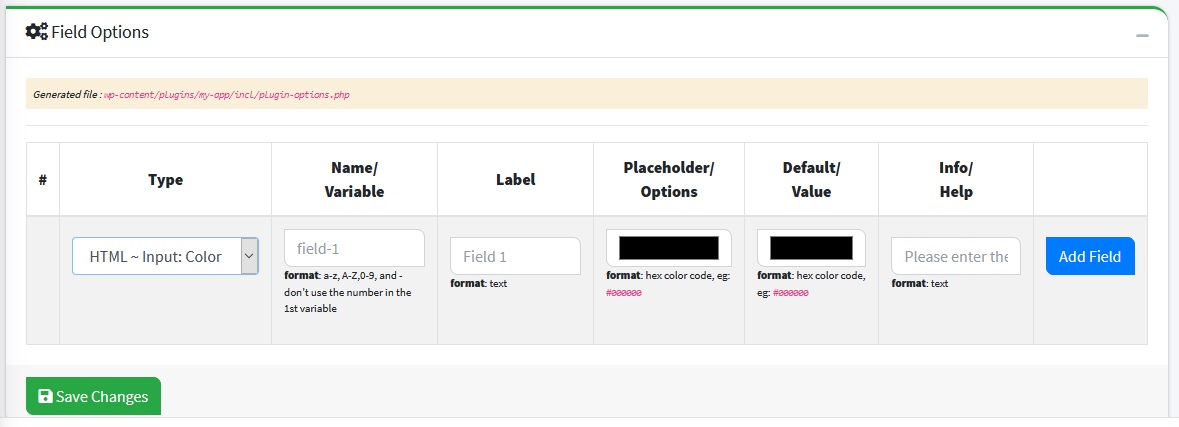 Field Options
Generated file : wp-content/plugins/my-app/incl/plugin-options.php
#
Type
Name/
Variable
Label
Placeholder/
Options
Default/
Value
Info/
Help
HTML ~ Input: Color
field-1
format: a-z, A-Z,0-9, and -
don't use the number in the
1st variable
Field 1
format: text
format: hex color code, eg:
#000000
format: hex color code,
eg: #000000
Please enter the
format: text
Add Field
Save Changes